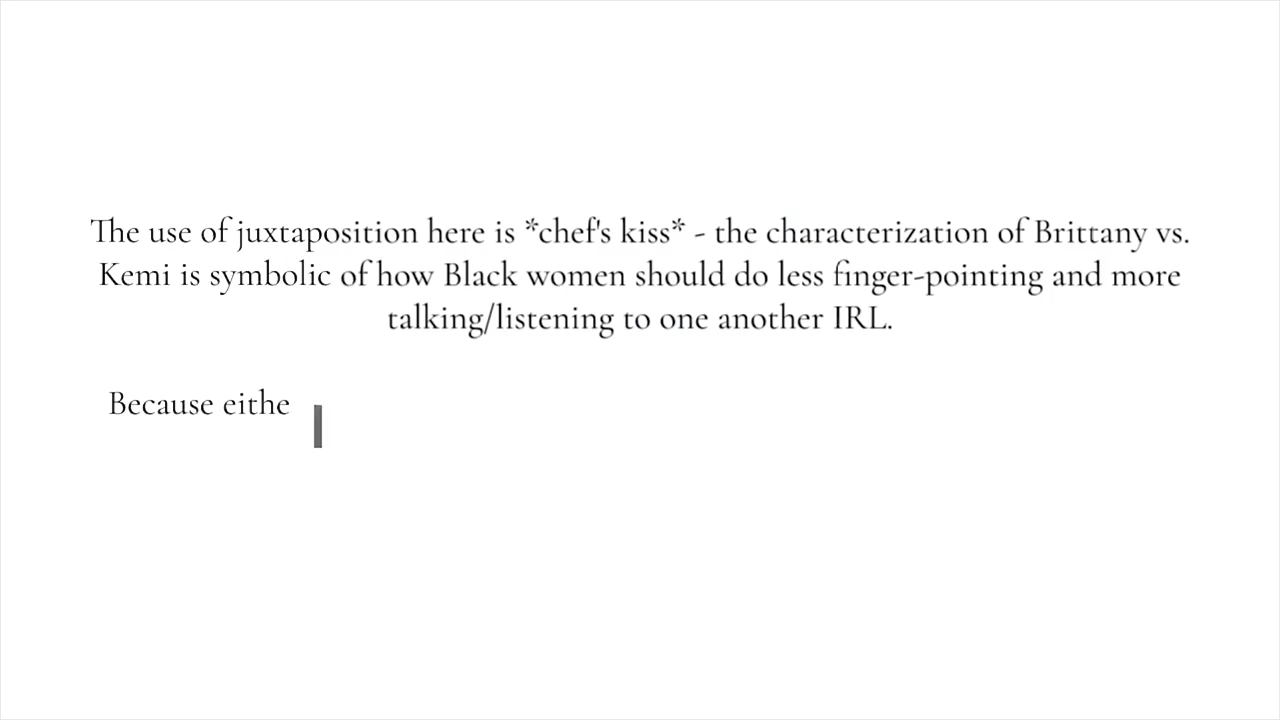 The use of juxtaposition here is *chef's kiss* - the characterization of Brittany vs.
Kemi is symbolic of how Black women should do less finger-pointing and more
talking/listening to one another IRL.
Because eithe